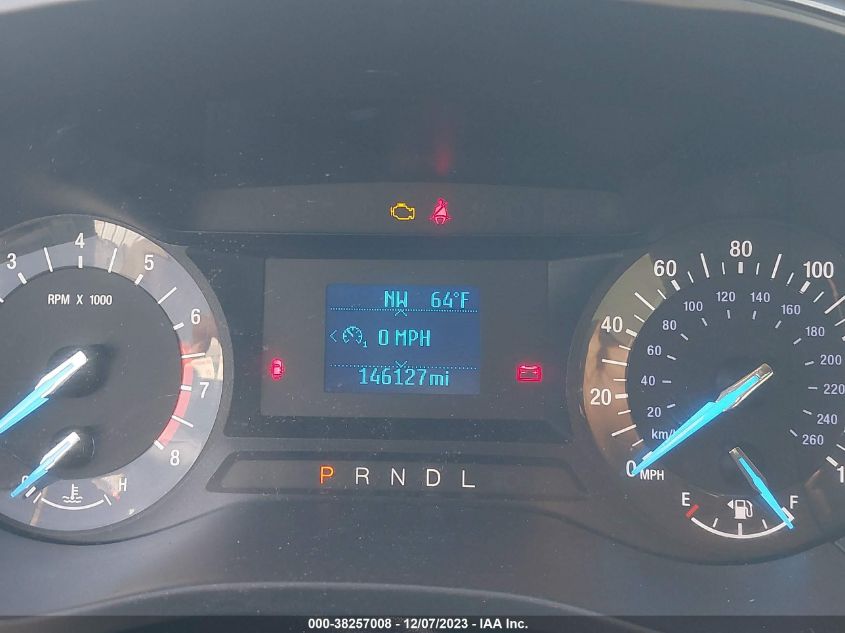 3 4 5 6 7 8
RPM X 1000
C H
NW 64°F
1 0 MPH
146127mi
P R N D L
0 20 40 60 80 100
MPH
20 40 60 80 100 120 140 160 180 200 220 240 260
E F
000-38257008 - 12/07/2023 - IAA Inc.